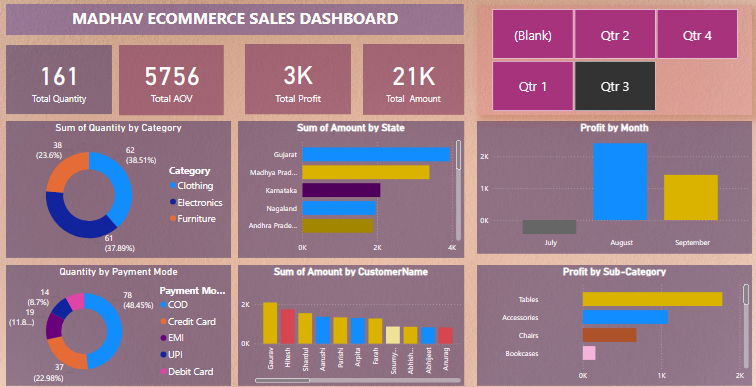 MADHAV ECOMMERCE SALES DASHBOARD
161
Total Quantity
5756
Total AOV
3K
Total Profit
21K
Total Amount
(Blank)
Qtr 2
Qtr 4
Qtr 1
Qtr 3
Sum of Quantity by Category
38
(23.6%)
62
(38.51%)
61
(37.89%)
Category
Clothing
Electronics
Furniture
Sum of Amount by State
Gujarat
Madhya Prad...
Karnataka
Nagaland
Andhra Prade...
0K
2K
4K
Profit by Month
2K
1K
0K
July
August
September
Quantity by Payment Mode
14
(8.7%)
19
(11.8...)
37
(22.98%)
78
(48.45%)
Payment Mo...
COD
Credit Card
EMI
UPI
Debit Card
Sum of Amount by CustomerName
2K
0K
Gaurav
Hitesh
Shardul
Aarushi
Parishi
Arpita
Farah
Soumy...
Abhish...
Abhijeet
Anurag
Profit by Sub-Category
Tables
Accessories
Chairs
Bookcases
0K
1K
2K